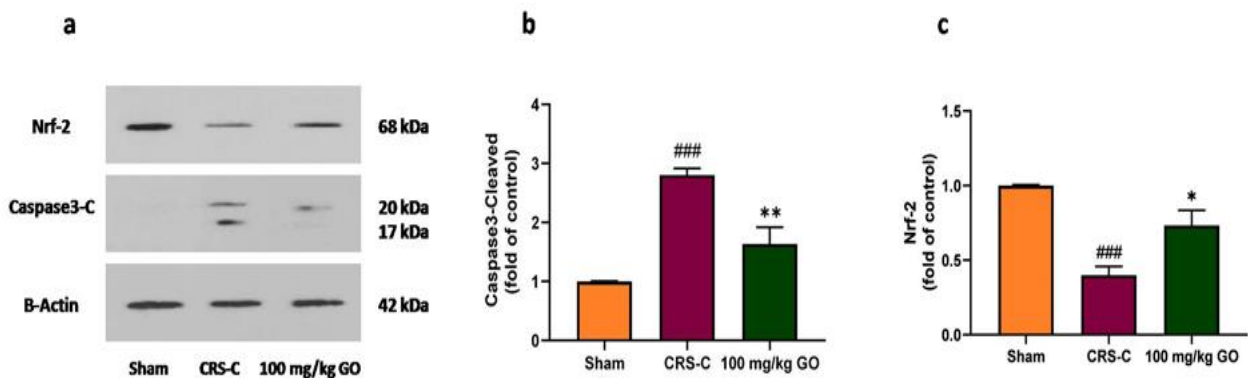 a
Nrf-2
68 kDa
Caspase3-C
20 kDa
17 kDa
B-Actin
42 kDa
Sham CRS-C 100 mg/kg GO
b
Caspase3-Cleaved
(fold of control)
4
3
2
1
0
###
**
Sham CRS-C 100 mg/kg GO
c
Nrf-2
(fold of control)
1.5
1.0
0.5
0.0
###
*
Sham CRS-C 100 mg/kg GO